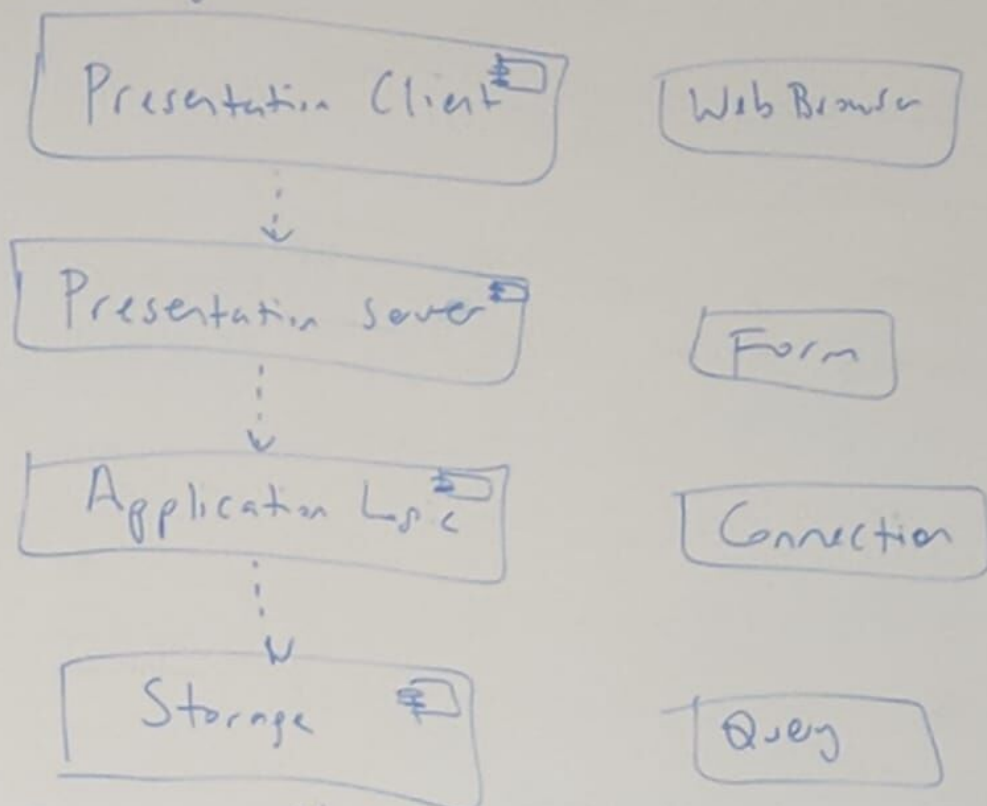 Presentation Client
Web Browser
Presentation Server
Form
Application Logic
Connection
Storage
Query